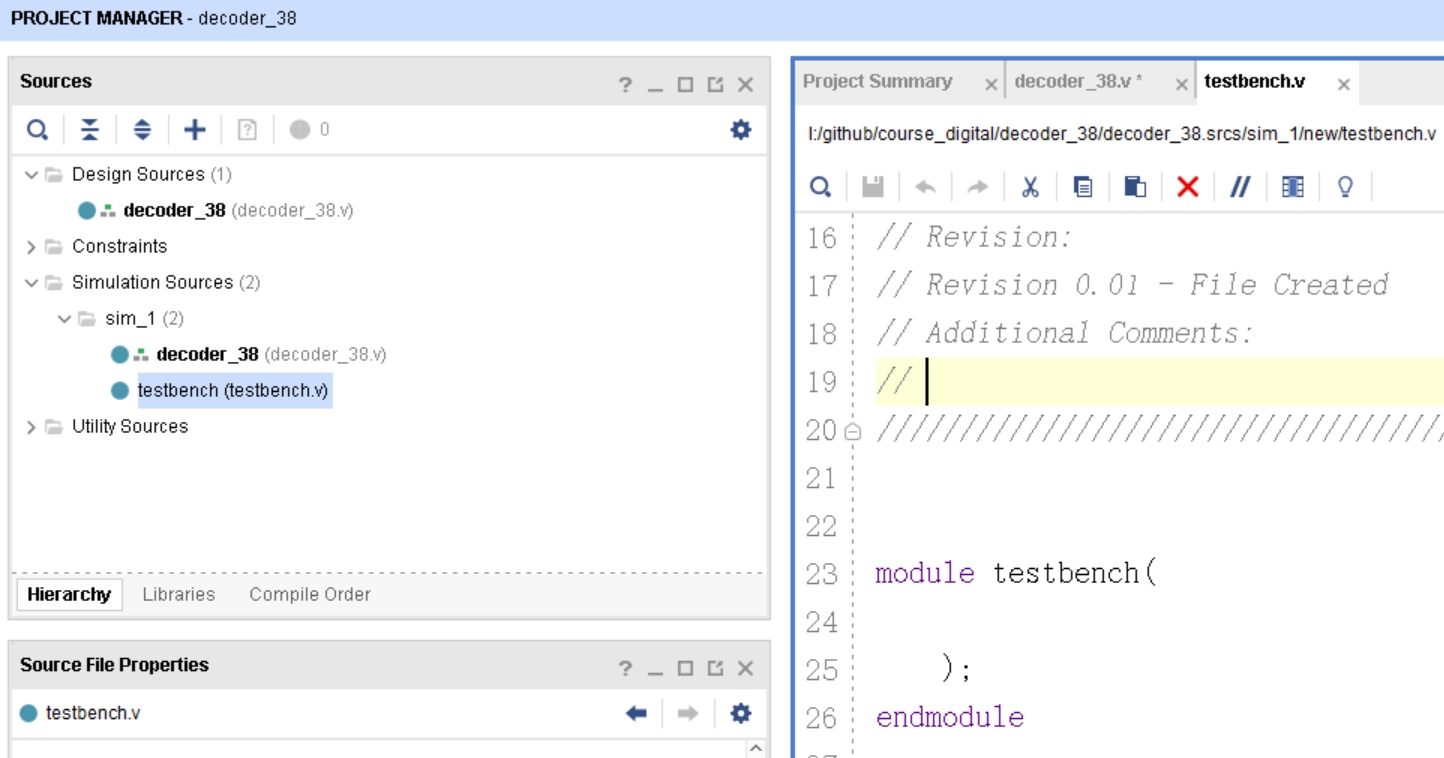 PROJECT MANAGER - decoder_38
Sources
? _
0
Design Sources (1)
decoder_38 (decoder_38.v)
Constraints
Simulation Sources (2)
sim_1 (2)
decoder_38 (decoder_38.v)
testbench (testbench.v)
Utility Sources
Hierarchy Libraries Compile Order
Source File Properties
? _
testbench.v
Project Summary × decoder_38.v * × testbench.v ×
I:/github/course_digital/decoder_38/decoder_38.srcs/sim_1/new/testbench.v
16 // Revision:
17 // Revision 0.01 - File Created
18 // Additional Comments:
19 //
20 //////////////////////////////////
21
22
23 module testbench(
24
25 );
26 endmodule